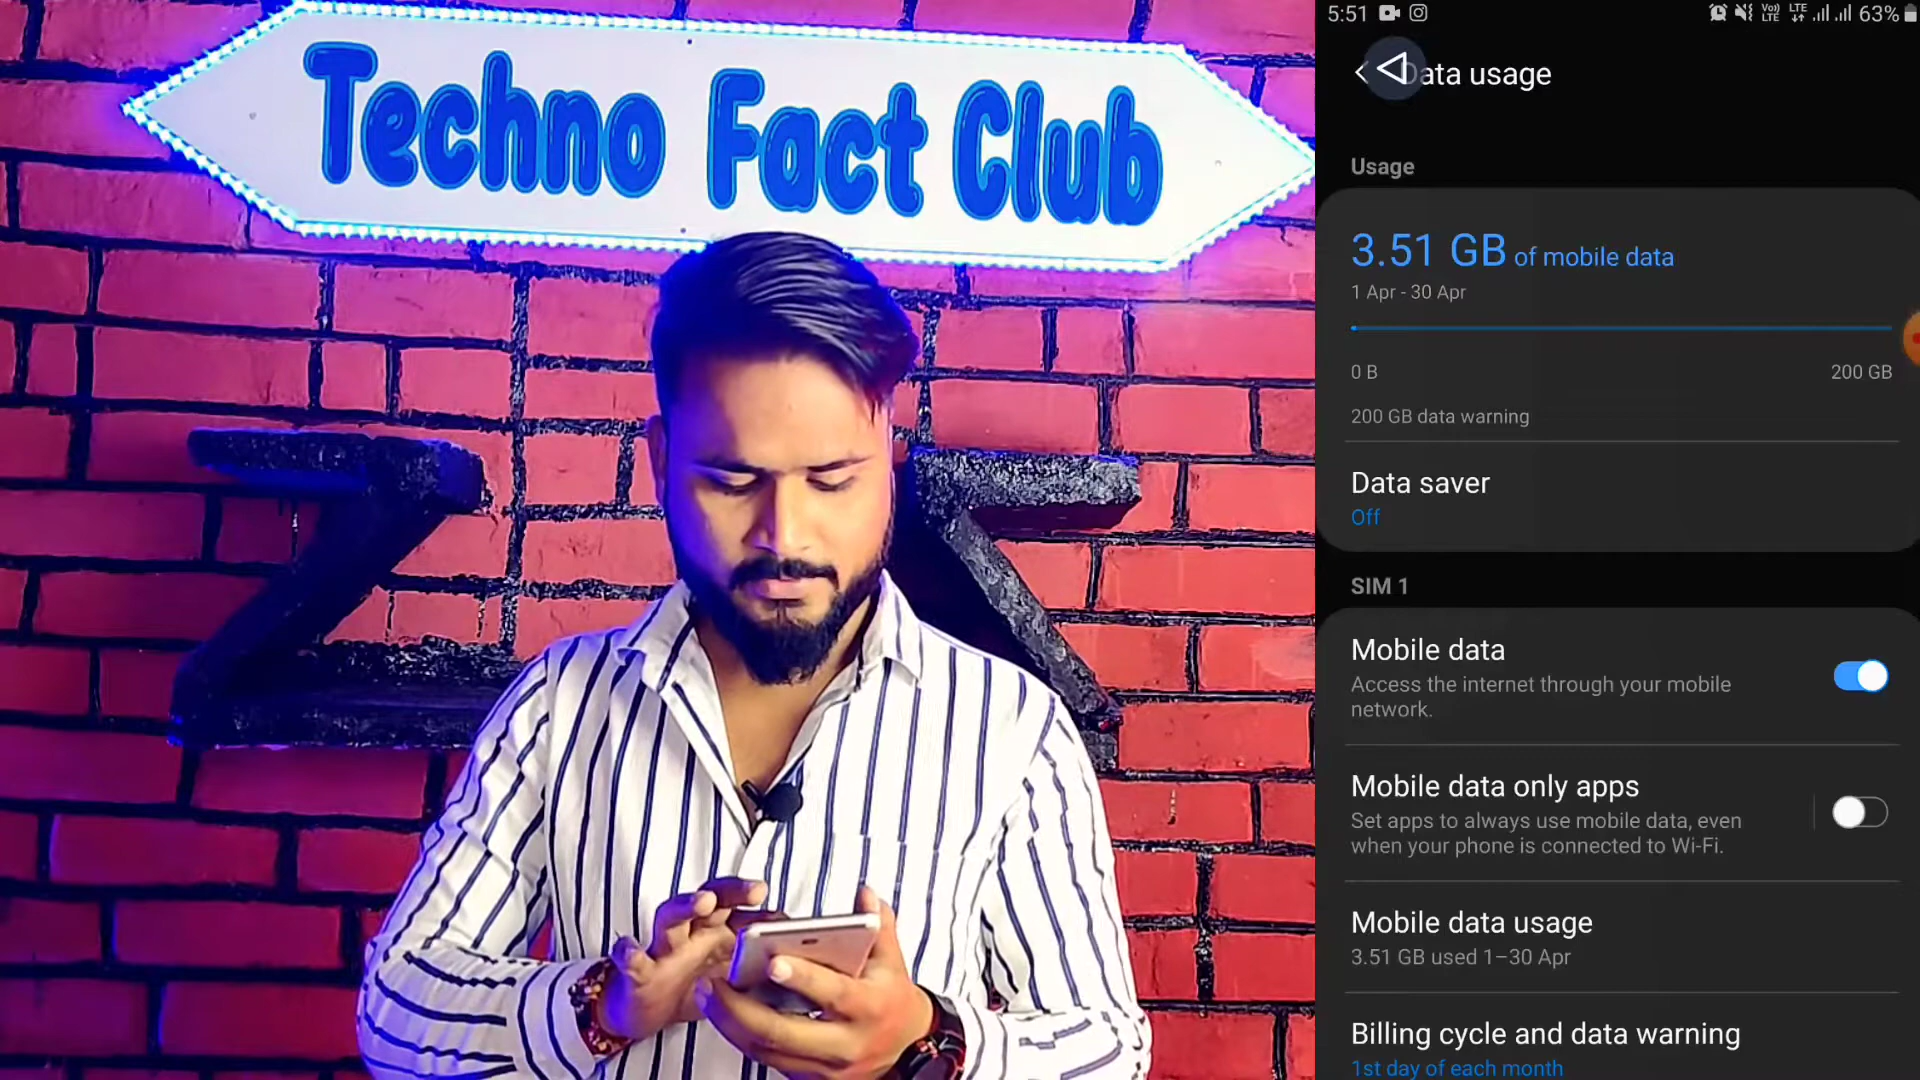 Techno Fact Club
5:51
Vo) LTE LTE 63%
Data usage
Usage
3.51 GB of mobile data
1 Apr - 30 Apr
0 B 200 GB
200 GB data warning
Data saver
Off
SIM 1
Mobile data
Access the internet through your mobile
network.
Mobile data only apps
Set apps to always use mobile data, even
when your phone is connected to Wi-Fi.
Mobile data usage
3.51 GB used 1–30 Apr
Billing cycle and data warning
1st day of each month